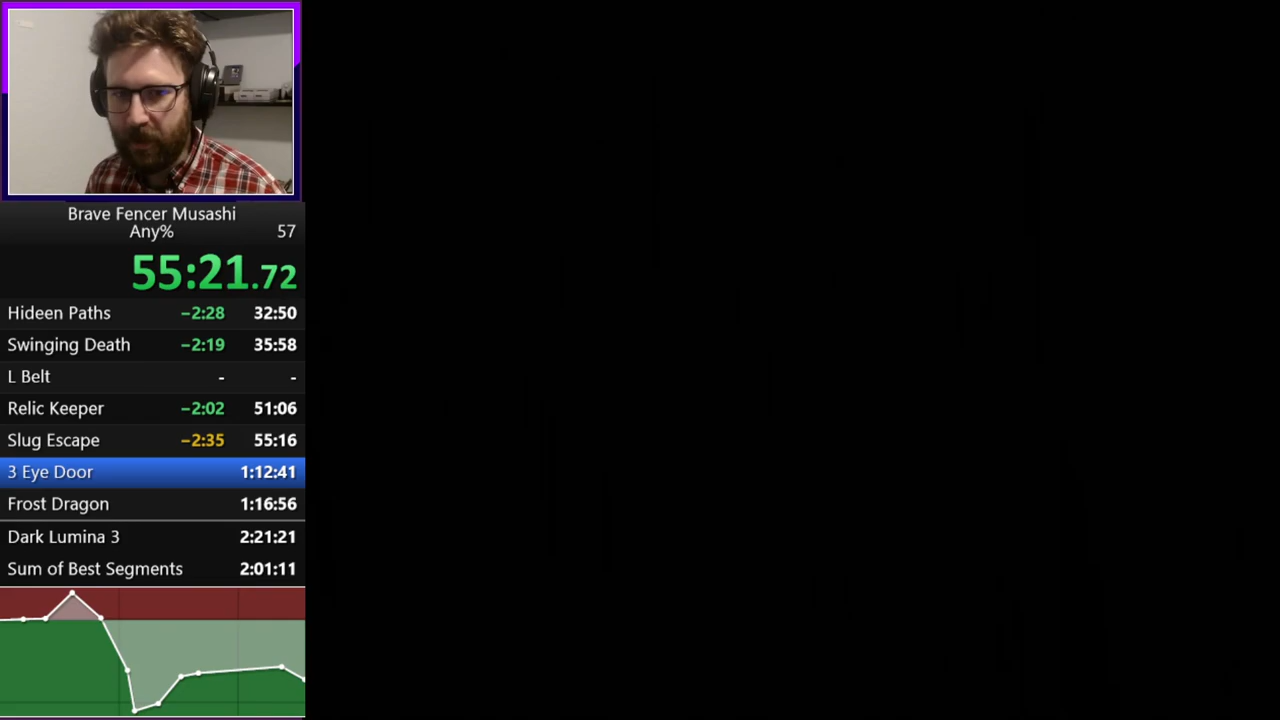 Brave Fencer Musashi
Any% 57
55:21.72
Hideen Paths -2:28 32:50
Swinging Death -2:19 35:58
L Belt - -
Relic Keeper -2:02 51:06
Slug Escape -2:35 55:16
3 Eye Door 1:12:41
Frost Dragon 1:16:56
Dark Lumina 3 2:21:21
Sum of Best Segments 2:01:11